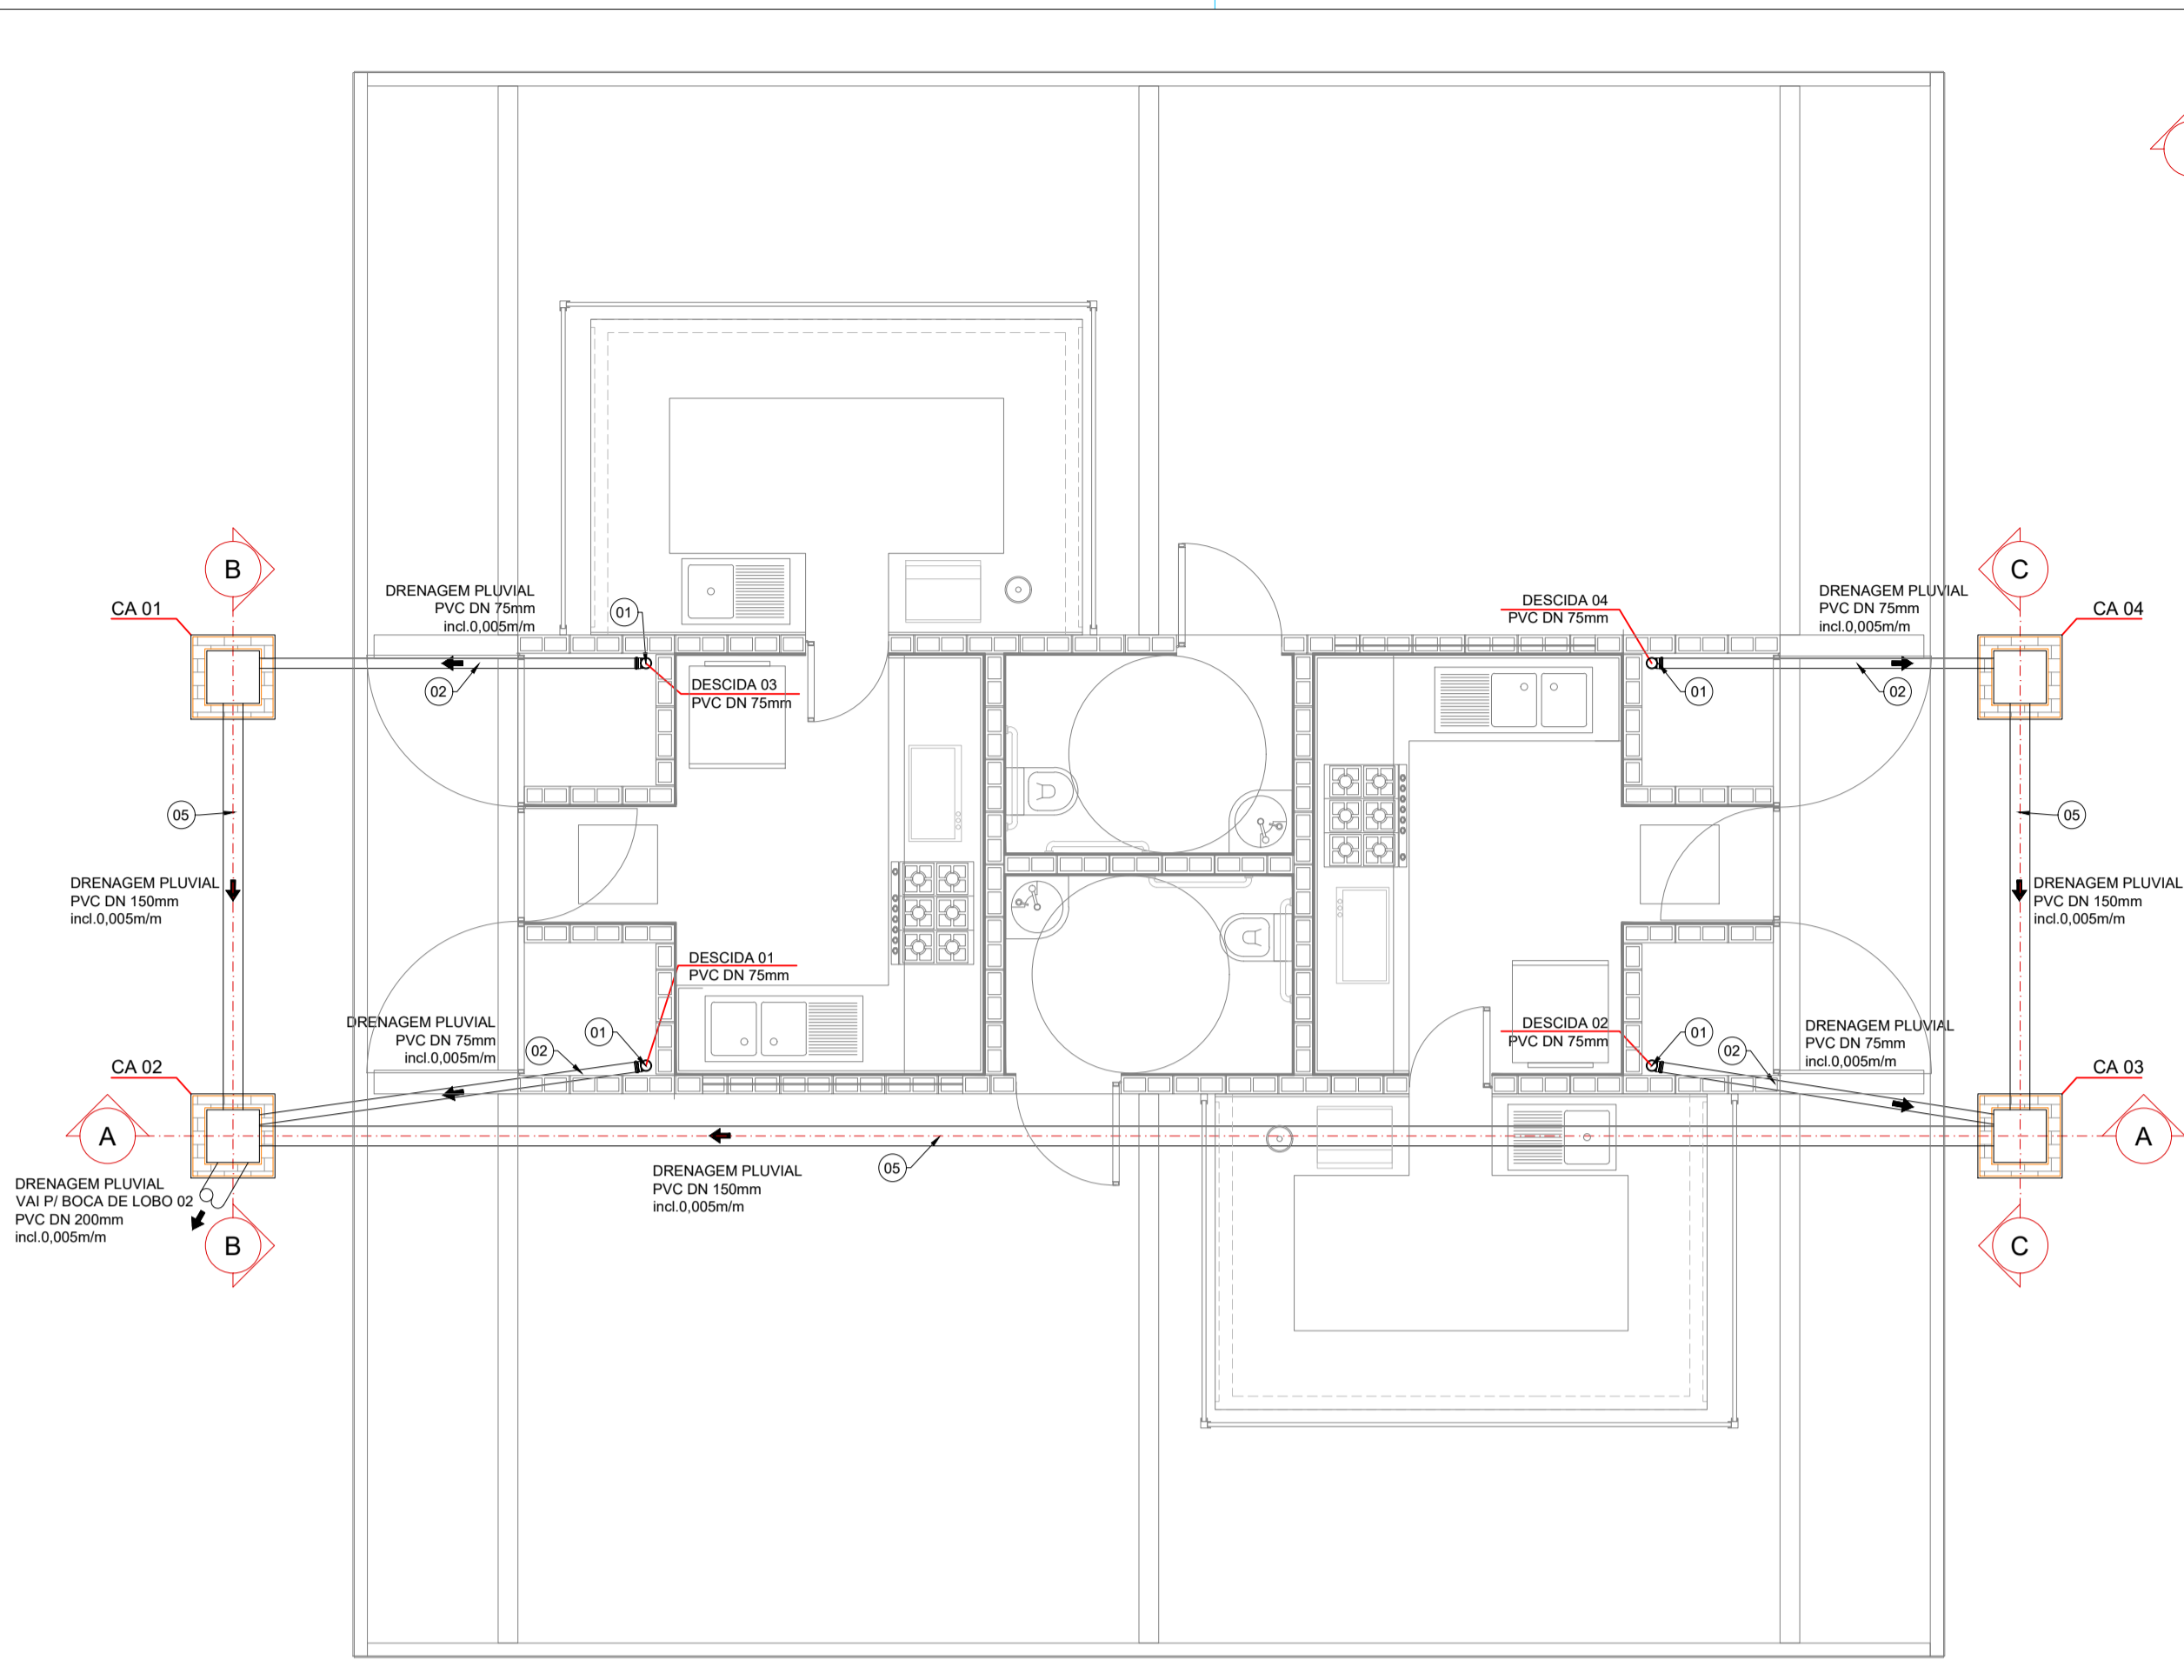 B
C
DRENAGEM PLUVIAL
PVC DN 75mm
incl.0,005m/m
01
CA 01
DESCIDA 04
PVC DN 75mm
DRENAGEM PLUVIAL
PVC DN 75mm
incl.0,005m/m
CA 04
02
DESCIDA 03
PVC DN 75mm
01
02
05
05
DRENAGEM PLUVIAL
PVC DN 150mm
incl.0,005m/m
DRENAGEM PLUVIAL
PVC DN 150mm
incl.0,005m/m
DESCIDA 01
PVC DN 75mm
DRENAGEM PLUVIAL
PVC DN 75mm
incl.0,005m/m
02
01
DESCIDA 02
PVC DN 75mm
01
02
DRENAGEM PLUVIAL
PVC DN 75mm
incl.0,005m/m
CA 02
CA 03
A
A
DRENAGEM PLUVIAL
VAI P/ BOCA DE LOBO 02
PVC DN 200mm
incl.0,005m/m
DRENAGEM PLUVIAL
PVC DN 150mm
incl.0,005m/m
05
B
C